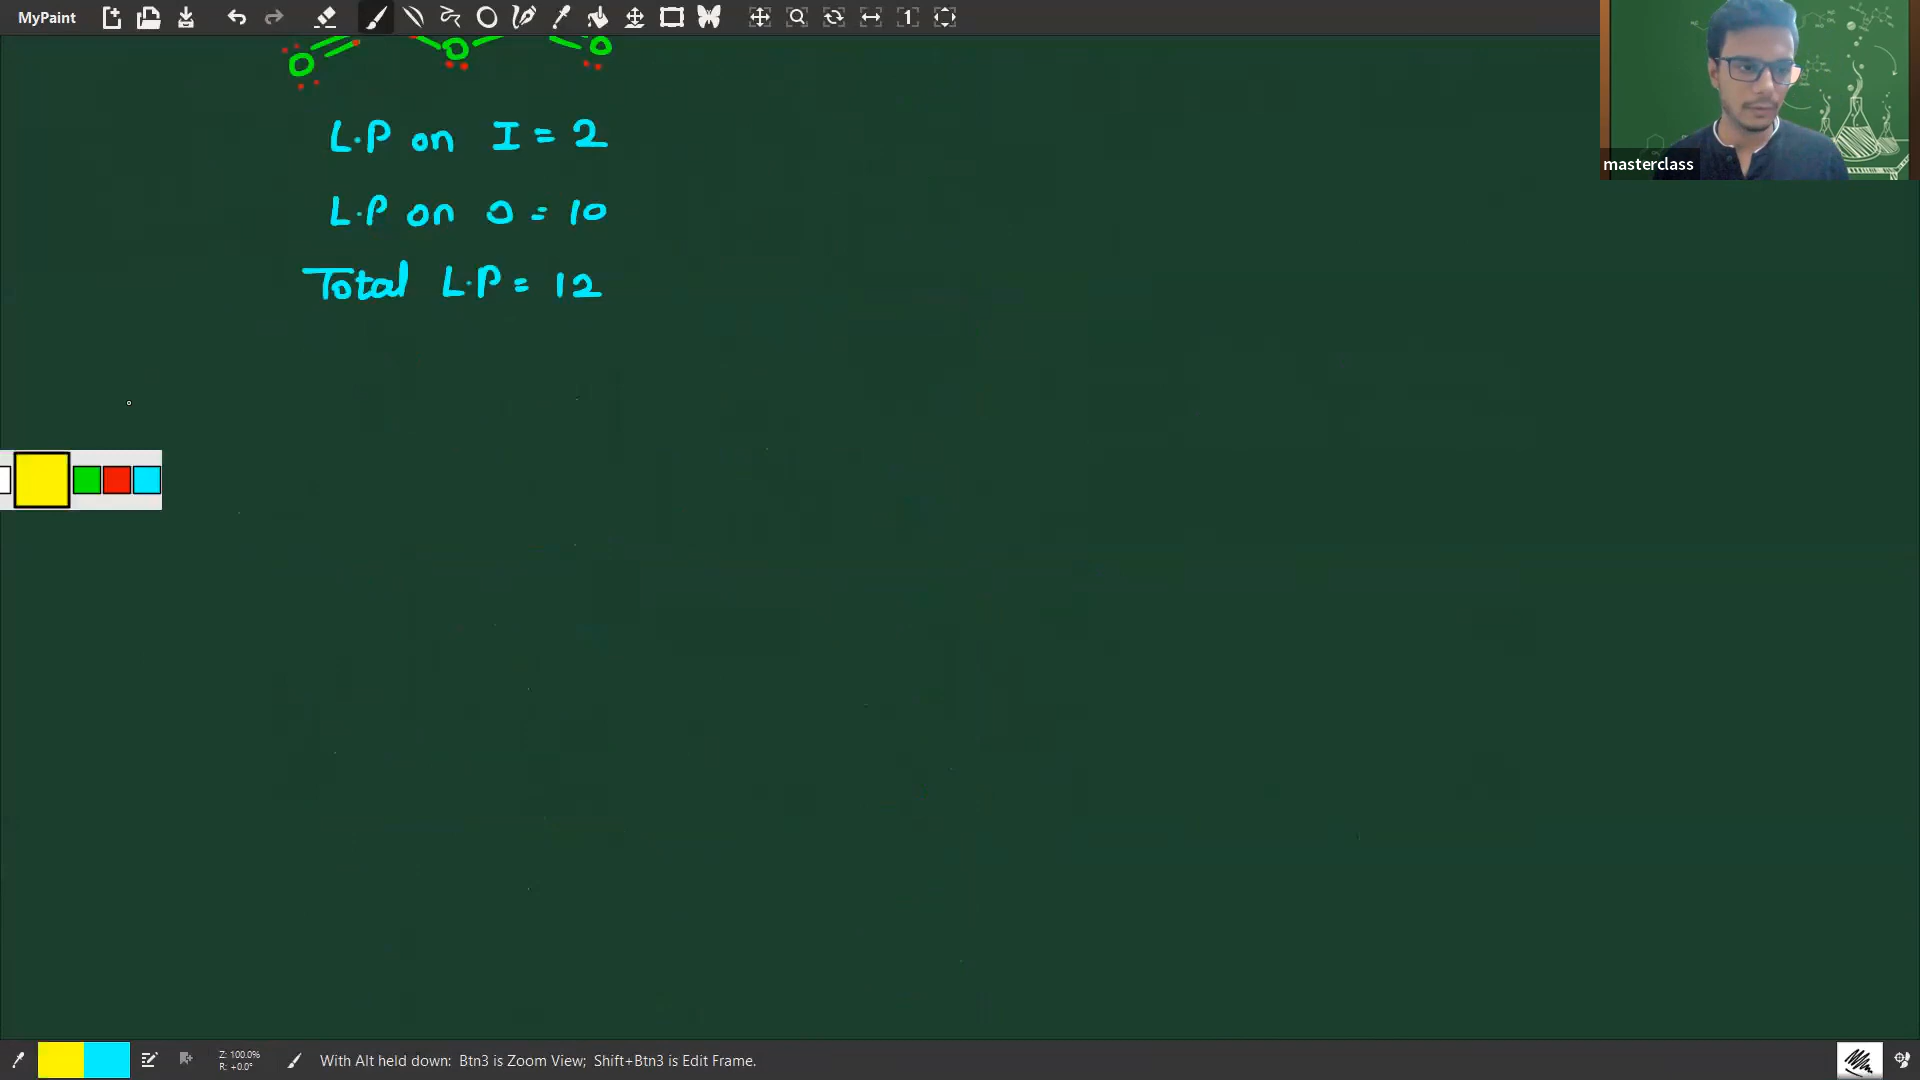 MyPaint
1
O O O
L.P on I = 2
L.P on O = 10
Total L.P = 12
masterclass
Z: 100.0%
R: +0.0°
With Alt held down: Btn3 is Zoom View; Shift+Btn3 is Edit Frame.